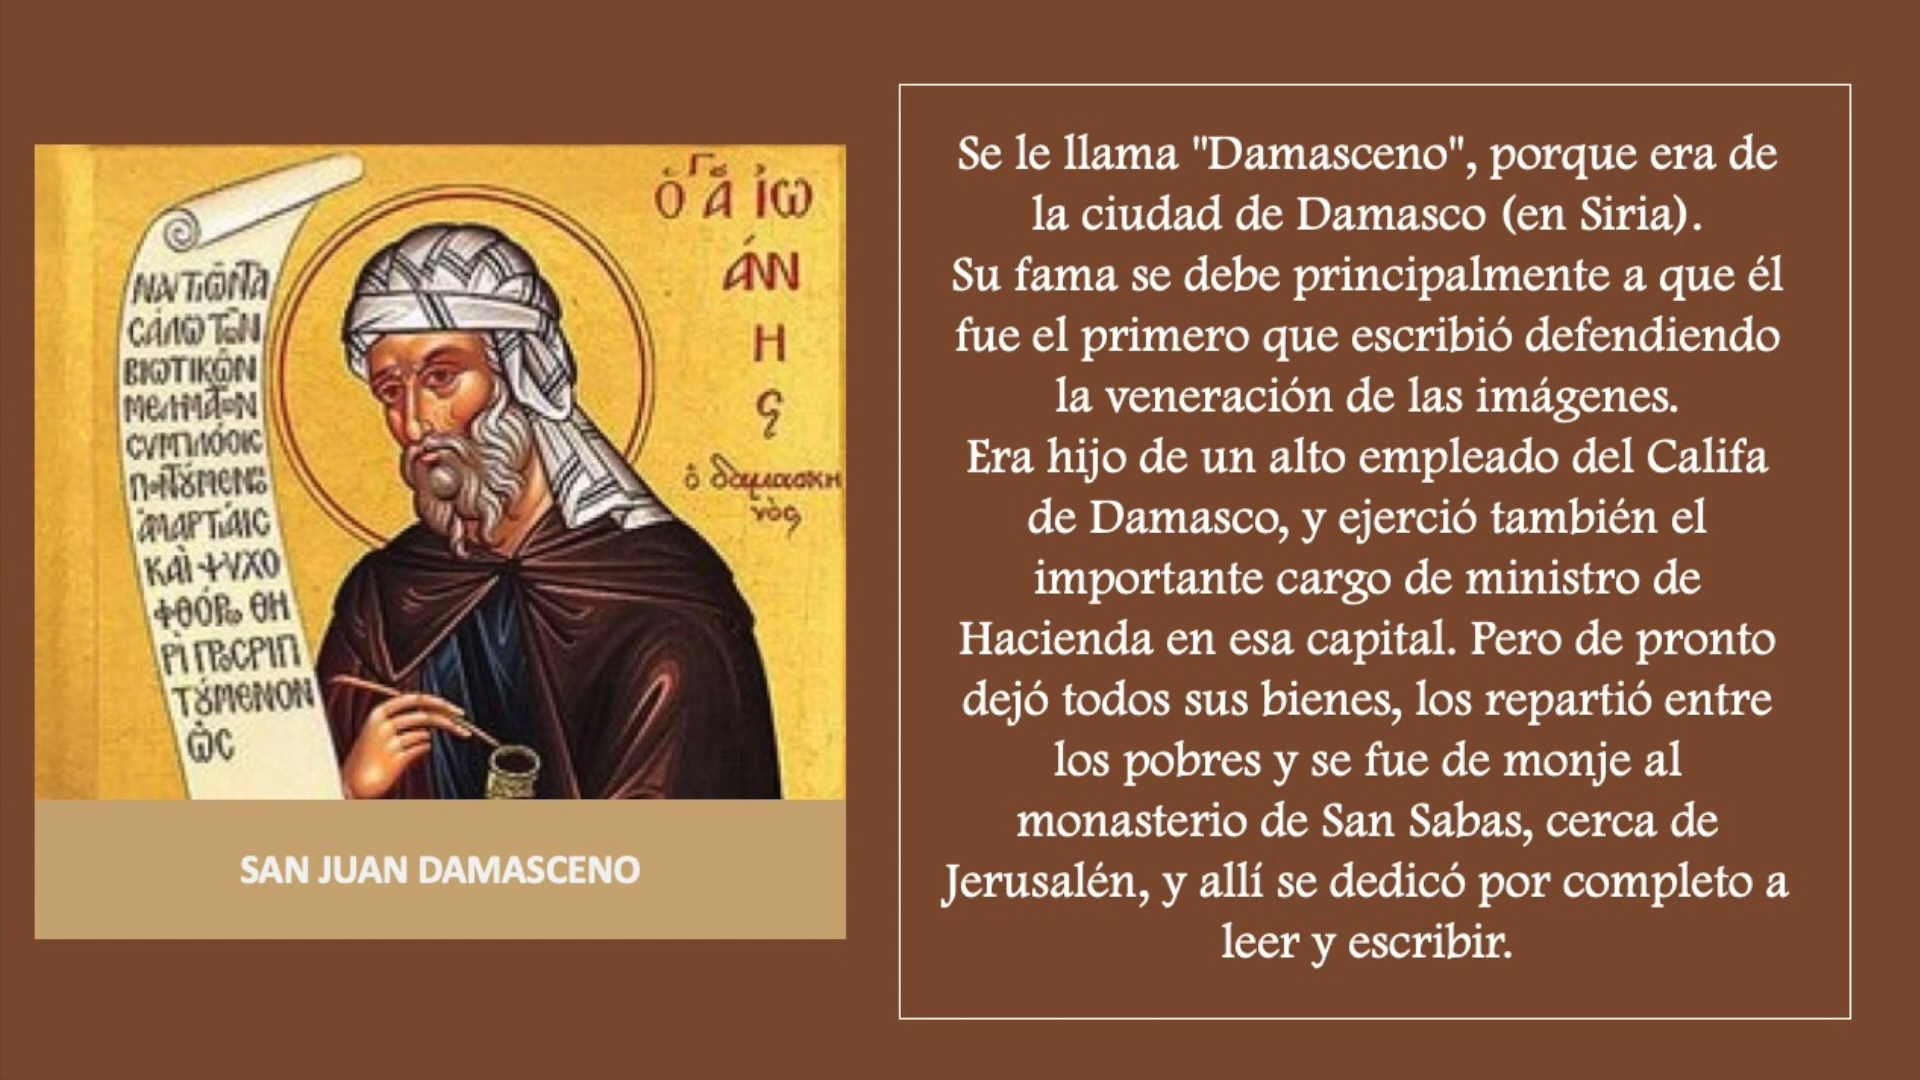 ὁ ἅΓ ἰω
άνν
η
ς
ὁ δαμασκη
νὸς
SAN JUAN DAMASCENO
Se le llama "Damasceno", porque era de
la ciudad de Damasco (en Siria).
Su fama se debe principalmente a que él
fue el primero que escribió defendiendo
la veneración de las imágenes.
Era hijo de un alto empleado del Califa
de Damasco, y ejerció también el
importante cargo de ministro de
Hacienda en esa capital. Pero de pronto
dejó todos sus bienes, los repartió entre
los pobres y se fue de monje al
monasterio de San Sabas, cerca de
Jerusalén, y allí se dedicó por completo a
leer y escribir.